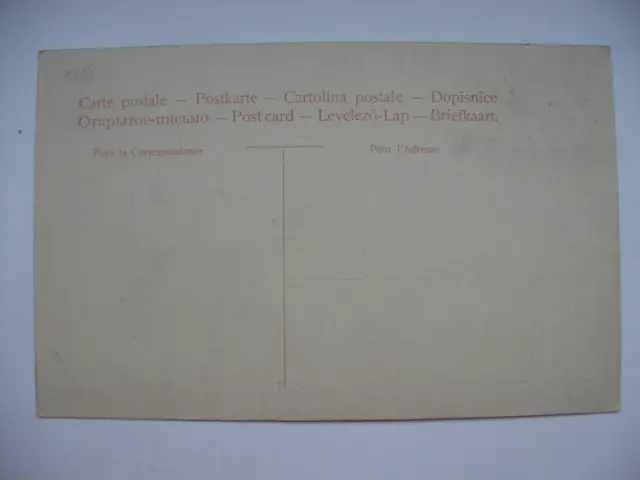 Carte postale — Postkarte — Cartolina postale — Dopisnice
Открытое-письмо — Post card — Levelező-Lap — Briefkaart.
Pour la Correspondance
Pour l'Adresse